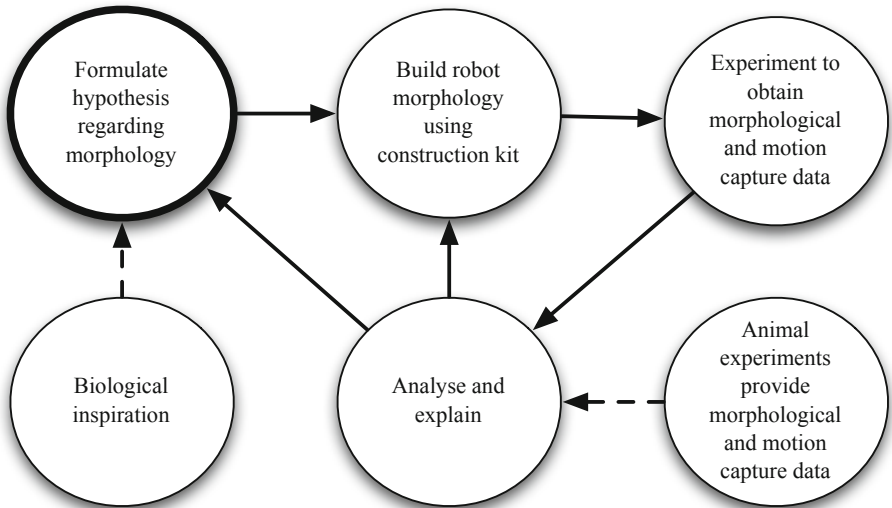 Formulate
hypothesis
regarding
morphology
Build robot
morphology
using
construction kit
Experiment to
obtain
morphological
and motion
capture data
Biological
inspiration
Analyse and
explain
Animal
experiments
provide
morphological
and motion
capture data